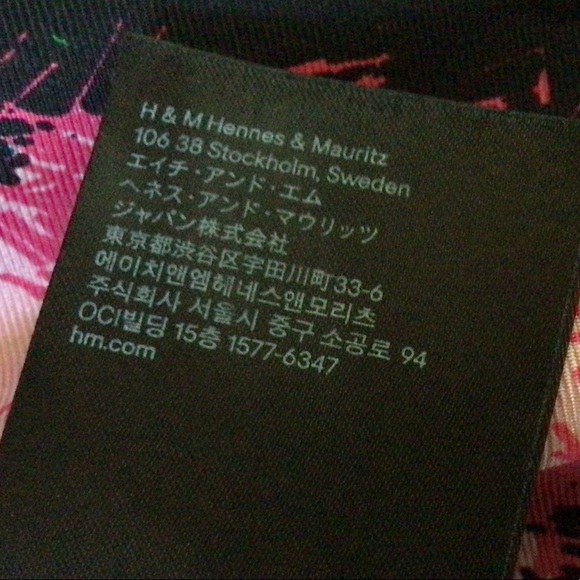 H & M Hennes & Mauritz
106 38 Stockholm, Sweden
エイチ・アンド・エム
ヘネス・アンド・マウリッツ
ジャパン株式会社
東京都渋谷区宇田川町33-6
에이치앤엠헤네스앤모리츠
주식회사 서울시 중구 소공로 94
OCI빌딩 15층 1577-6347
hm.com